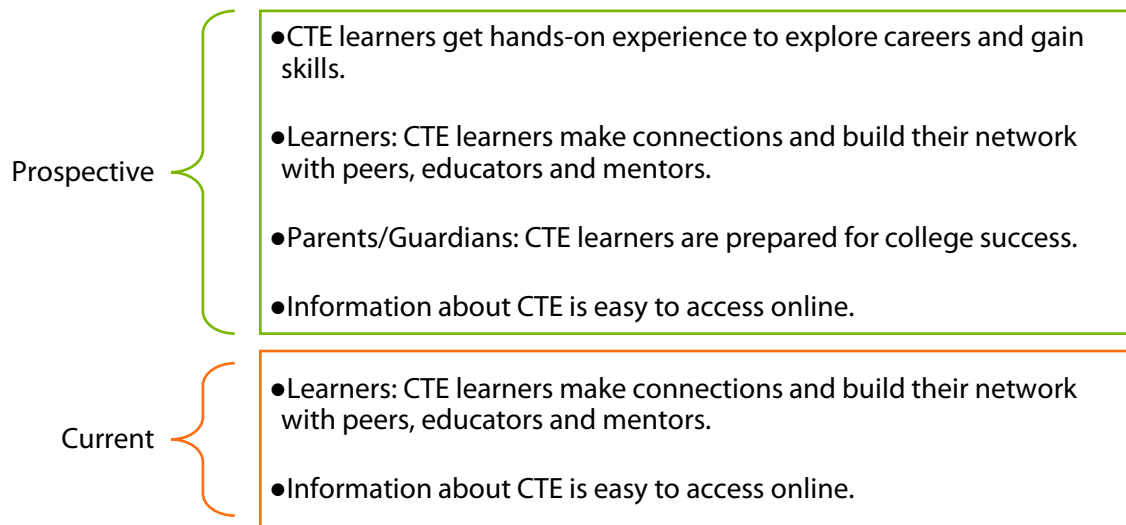 Prospective
●CTE learners get hands-on experience to explore careers and gain
skills.
●Learners: CTE learners make connections and build their network
with peers, educators and mentors.
●Parents/Guardians: CTE learners are prepared for college success.
●Information about CTE is easy to access online.
Current
●Learners: CTE learners make connections and build their network
with peers, educators and mentors.
●Information about CTE is easy to access online.